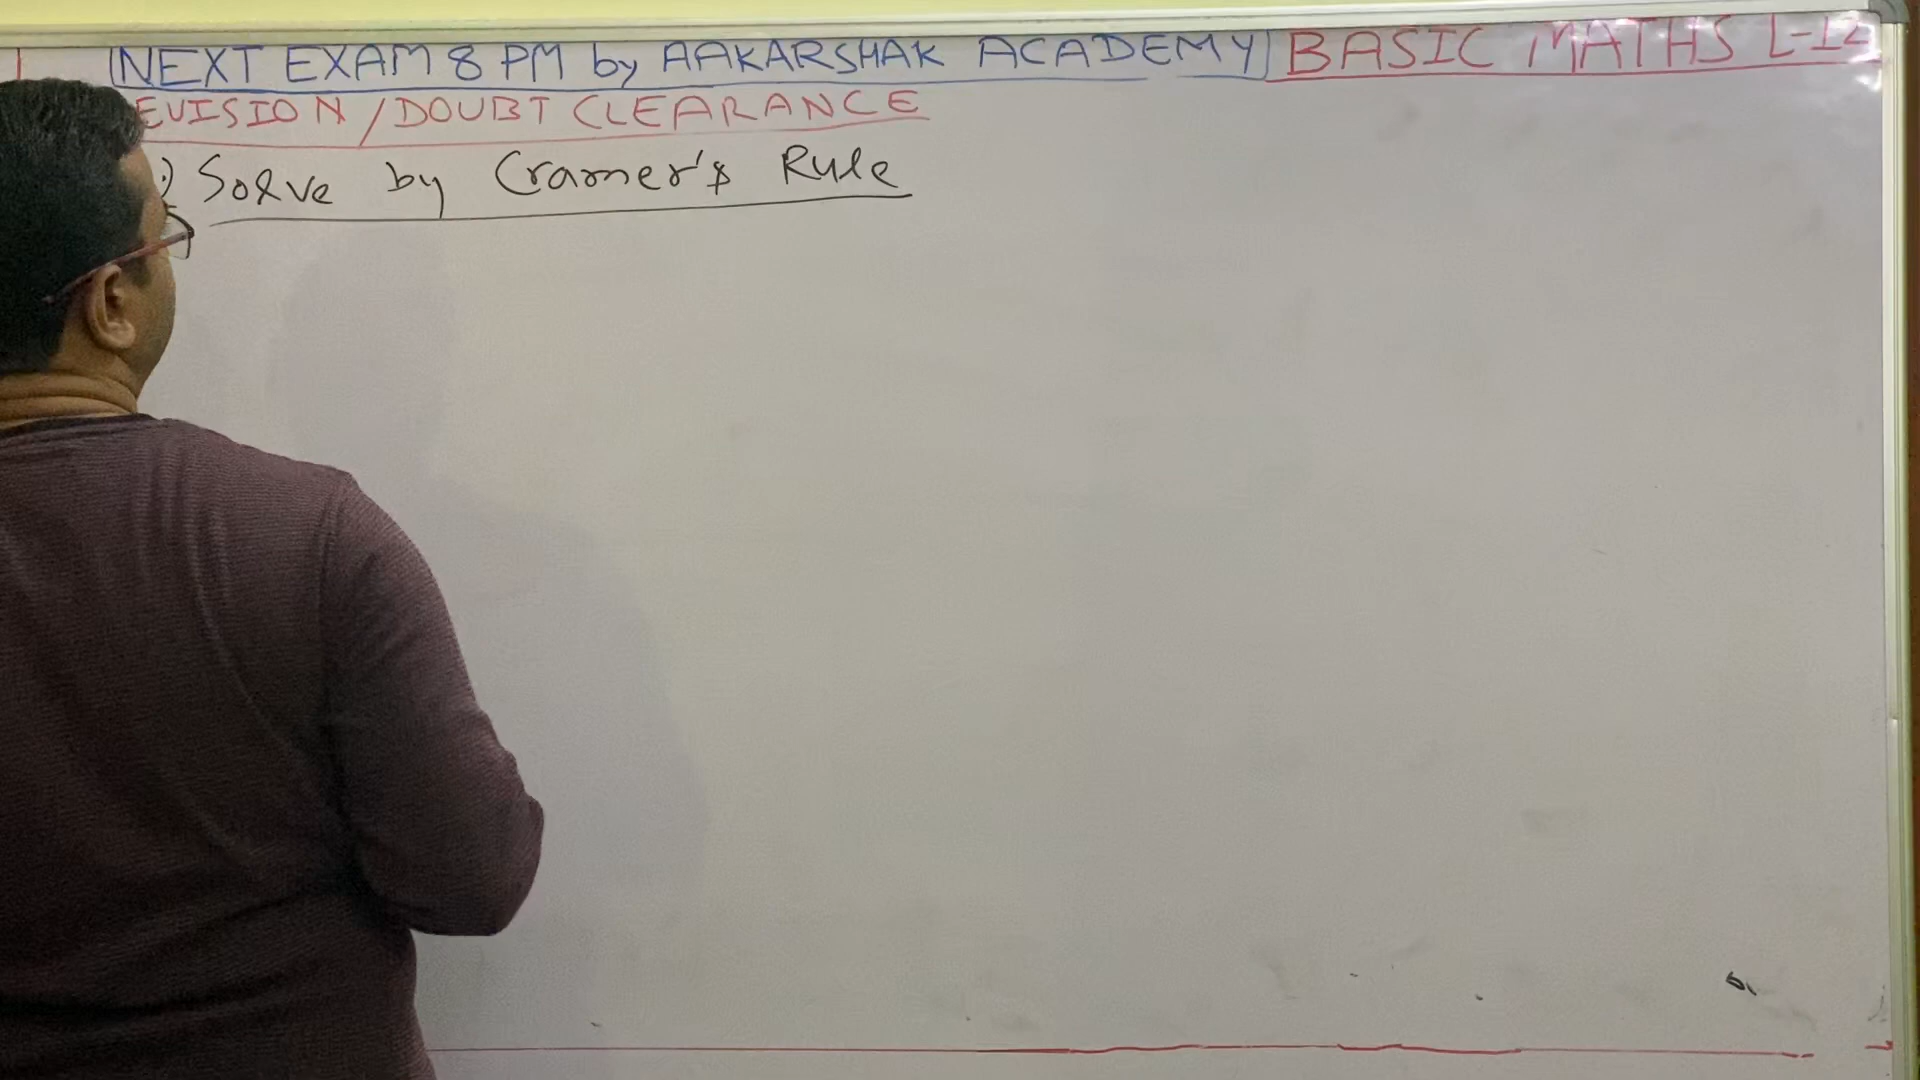 NEXT EXAM 8 PM by AAKARSHAK ACADEMY BASIC MATHS L-12
EVISION / DOUBT CLEARANCE
) Solve by Cramer's Rule